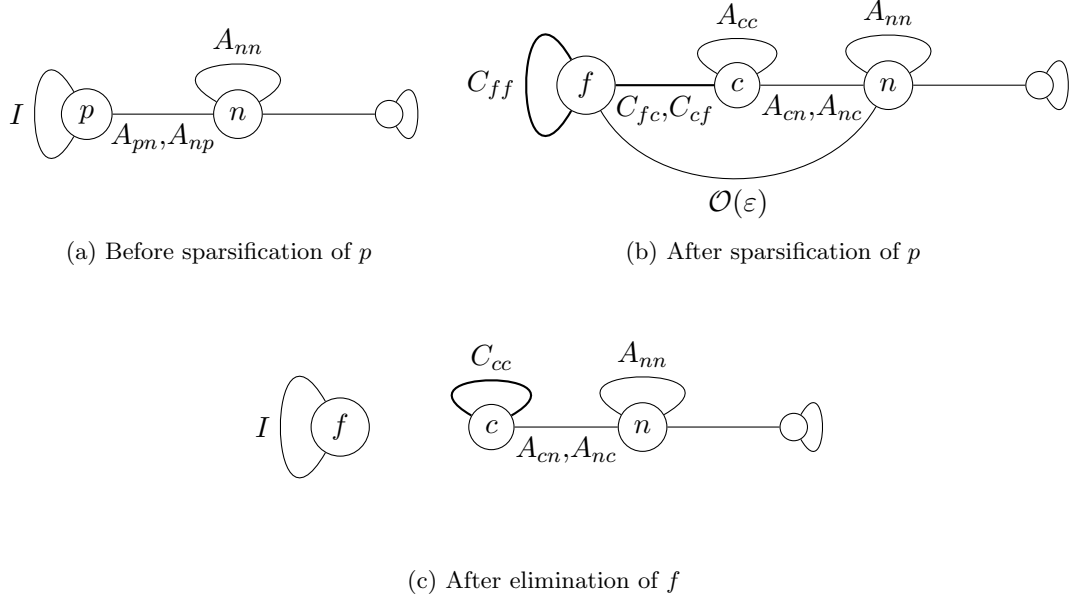 A_{nn}
I p n
A_{pn},A_{np}
(a) Before sparsification of p
A_{cc} A_{nn}
C_{ff} f c n
C_{fc},C_{cf} A_{cn},A_{nc}
𝒪(ε)
(b) After sparsification of p
C_{cc} A_{nn}
I f c n
A_{cn},A_{nc}
(c) After elimination of f